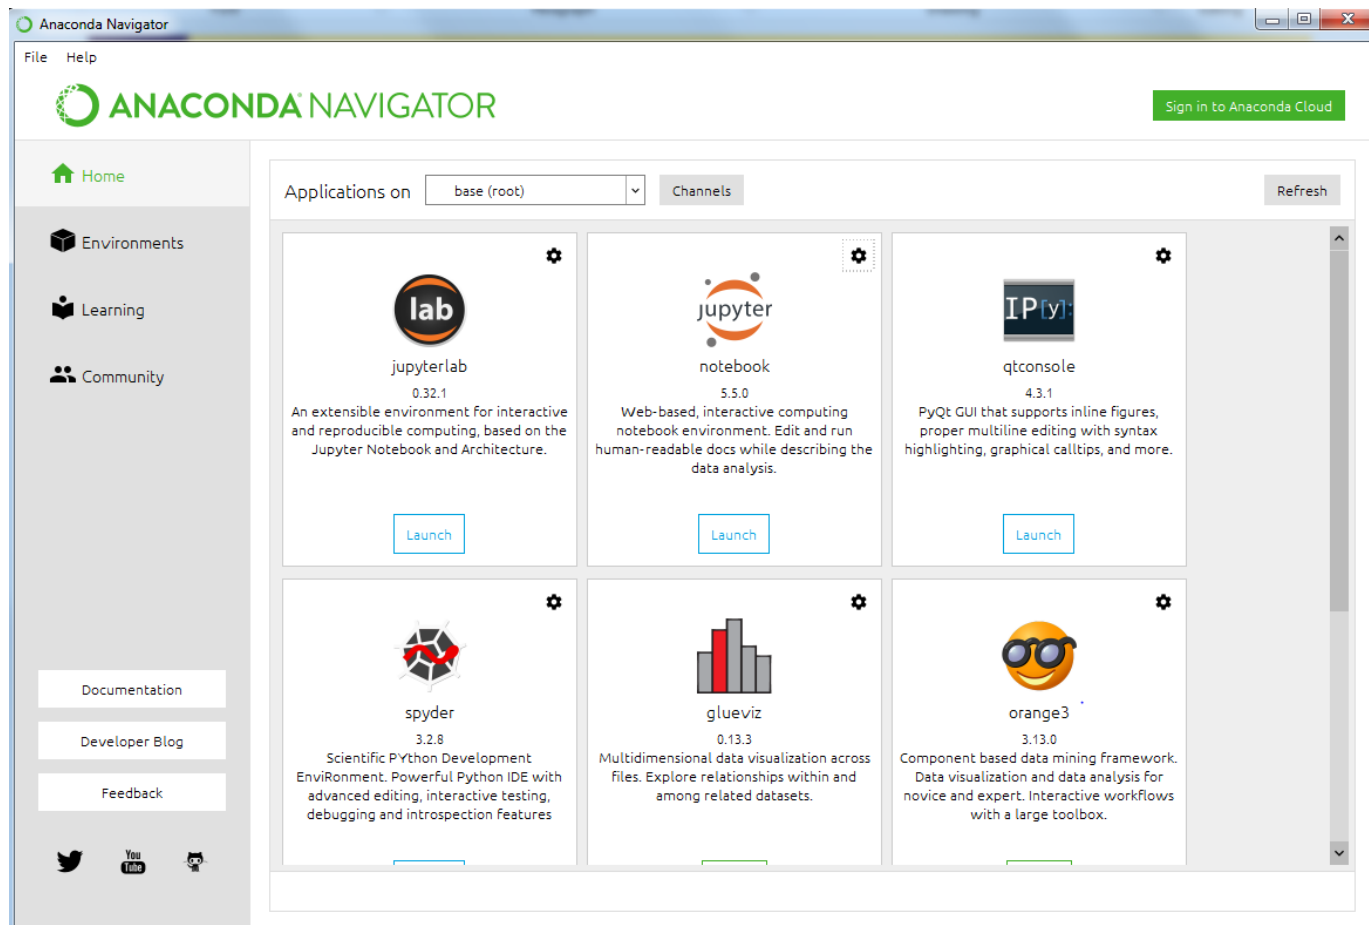 Anaconda Navigator
File Help
ANACONDA NAVIGATOR
Sign in to Anaconda Cloud
Home
Environments
Learning
Community
Documentation
Developer Blog
Feedback
You
Tube
Applications on base (root) Channels Refresh
lab
jupyterlab
0.32.1
An extensible environment for interactive
and reproducible computing, based on the
Jupyter Notebook and Architecture.
Launch
jupyter
notebook
5.5.0
Web-based, interactive computing
notebook environment. Edit and run
human-readable docs while describing the
data analysis.
Launch
IP[y]:
qtconsole
4.3.1
PyQt GUI that supports inline figures,
proper multiline editing with syntax
highlighting, graphical calltips, and more.
Launch
spyder
3.2.8
Scientific PYthon Development
EnviRonment. Powerful Python IDE with
advanced editing, interactive testing,
debugging and introspection features
glueviz
0.13.3
Multidimensional data visualization across
files. Explore relationships within and
among related datasets.
orange3
3.13.0
Component based data mining framework.
Data visualization and data analysis for
novice and expert. Interactive workflows
with a large toolbox.